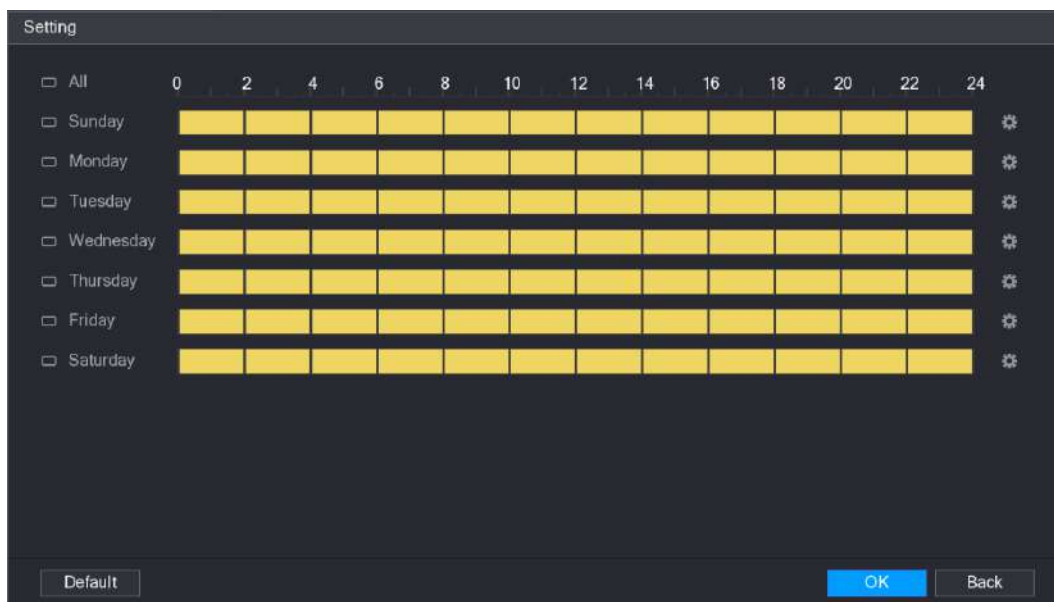 Setting
All 0 2 4 6 8 10 12 14 16 18 20 22 24
Sunday
Monday
Tuesday
Wednesday
Thursday
Friday
Saturday
Default OK Back